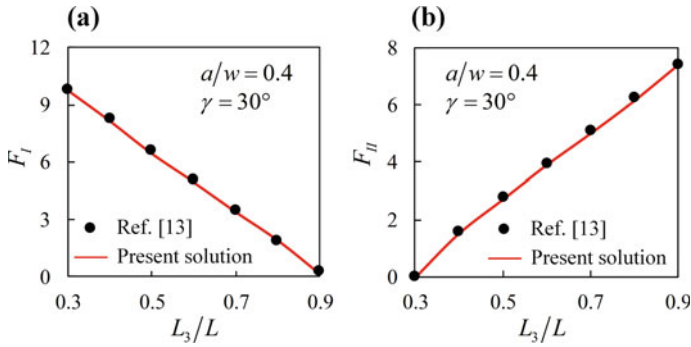 (a)
12
9
6
3
0
F_I
a/w = 0.4
γ = 30°
Ref. [13]
Present solution
0.3 0.5 0.7 0.9
L₃/L
(b)
8
6
4
2
0
F_II
a/w = 0.4
γ = 30°
Ref. [13]
Present solution
0.3 0.5 0.7 0.9
L₃/L